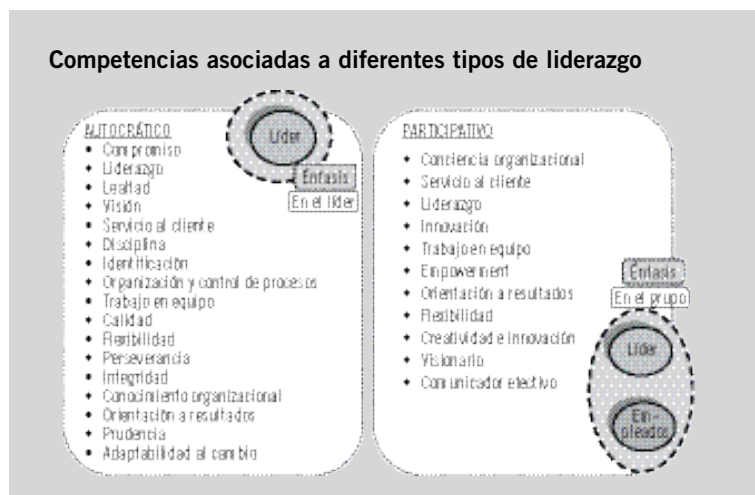 Competencias asociadas a diferentes tipos de liderazgo
AUTOCRÁTICO
• Compromiso
• Liderazgo
• Lealtad
• Visión
• Servicio al cliente
• Disciplina
• Identificación
• Organización y control de procesos
• Trabajo en equipo
• Calidad
• Flexibilidad
• Perseverancia
• Integridad
• Conocimiento organizacional
• Orientación a resultados
• Prudencia
• Adaptabilidad al cambio
Líder
Énfasis
En el líder
PARTICIPATIVO
• Conciencia organizacional
• Servicio al cliente
• Liderazgo
• Innovación
• Trabajo en equipo
• Empowerment
• Orientación a resultados
• Flexibilidad
• Creatividad e innovación
• Visionario
• Comunicador efectivo
Énfasis
En el grupo
Líder
Em-
pleados